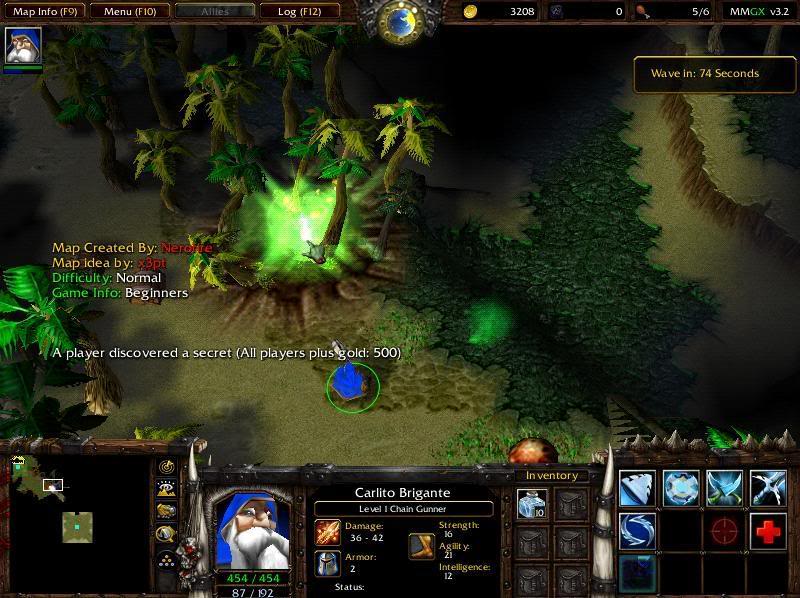 Map Info (F9) Menu (F10) Allies Log (F12) 3208 0 5/6 MMGX v3.2
Wave in: 74 Seconds
Map Created By: Nerorire
Map idea by: x3pt
Difficulty: Normal
Game Info: Beginners
A player discovered a secret (All players plus gold: 500)
Carlito Brigante
Level 1 Chain Gunner
Damage:
36 - 42
Armor:
2
Strength:
16
Agility:
21
Intelligence:
12
Status:
454 / 454
87 / 192
Inventory
10